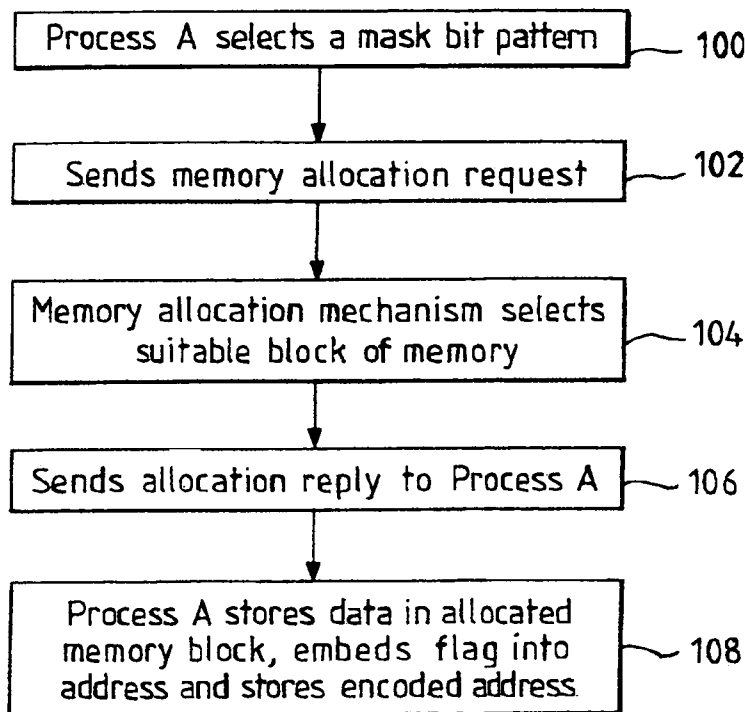 Process A selects a mask bit pattern
100
Sends memory allocation request
102
Memory allocation mechanism selects
suitable block of memory
104
Sends allocation reply to Process A
106
Process A stores data in allocated
memory block, embeds flag into
address and stores encoded address
108